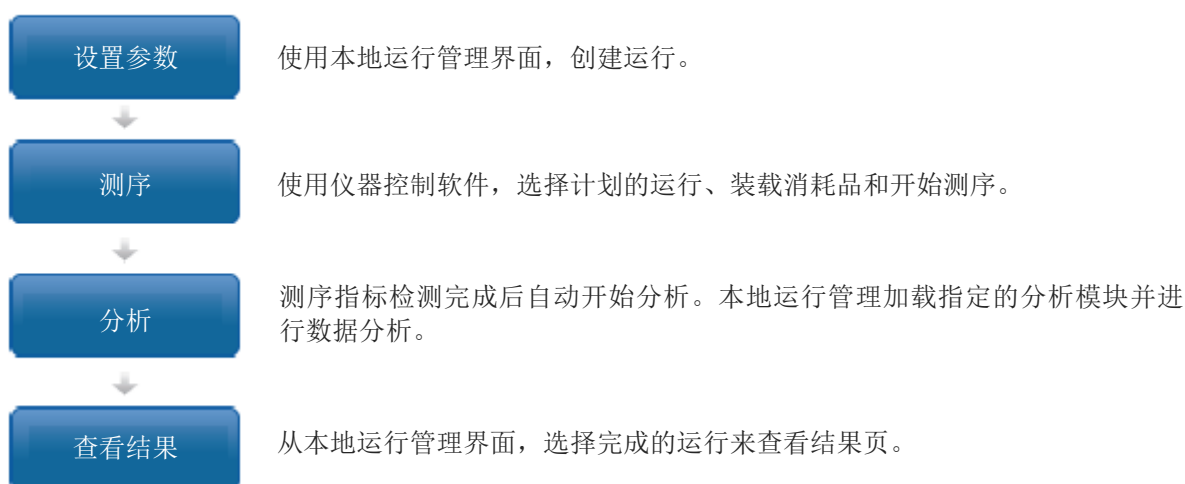 设置参数
使用本地运行管理界面，创建运行。
测序
使用仪器控制软件，选择计划的运行、装载消耗品和开始测序。
分析
测序指标检测完成后自动开始分析。本地运行管理加载指定的分析模块并进
行数据分析。
查看结果
从本地运行管理界面，选择完成的运行来查看结果页。